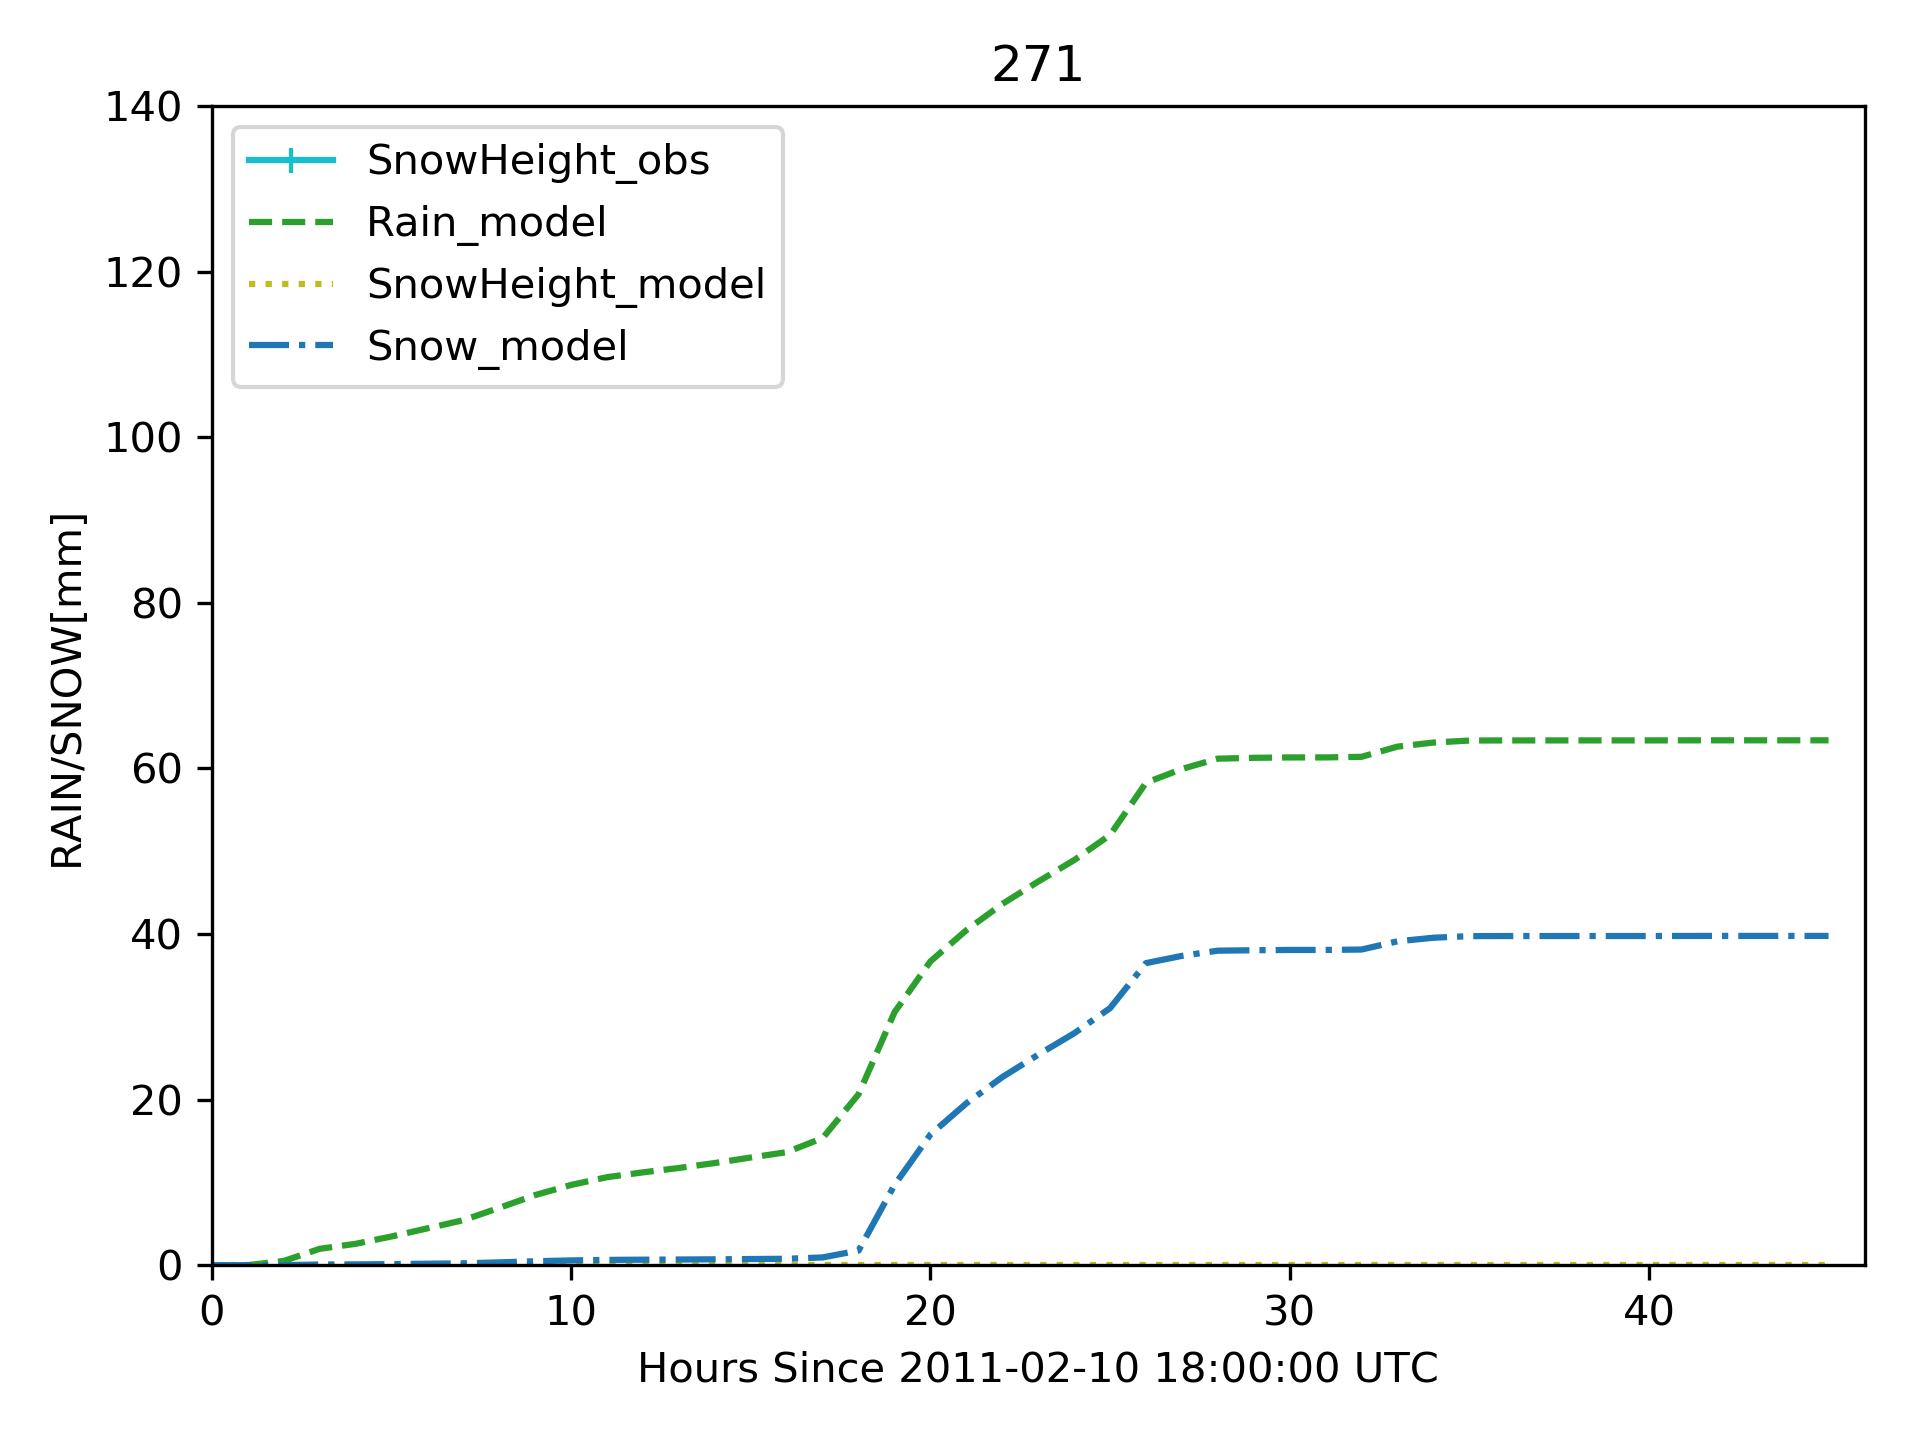 271
140
120
100
80
60
40
20
0
RAIN/SNOW[mm]
SnowHeight_obs
Rain_model
SnowHeight_model
Snow_model
0 10 20 30 40
Hours Since 2011-02-10 18:00:00 UTC